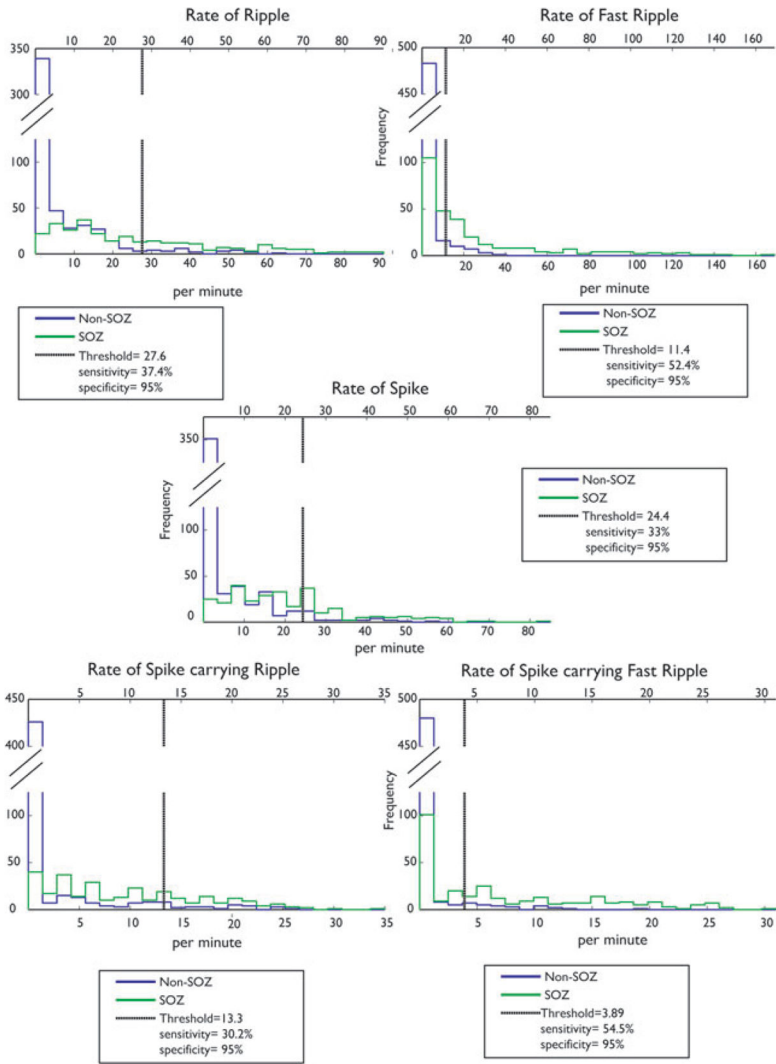 Rate of Ripple
10 20 30 40 50 60 70 80 90
350
300
100
50
0
0 10 20 30 40 50 60 70 80 90
per minute
Non-SOZ
SOZ
Threshold= 27.6
sensitivity= 37.4%
specificity= 95%
Rate of Fast Ripple
20 40 60 80 100 120 140 160
500
450
Frequency
100
50
0
20 40 60 80 100 120 140 160
per minute
Non-SOZ
SOZ
Threshold= 11.4
sensitivity= 52.4%
specificity= 95%
Rate of Spike
10 20 30 40 50 60 70 80
350
Frequency
100
50
0
10 20 30 40 50 60 70 80
per minute
Non-SOZ
SOZ
Threshold= 24.4
sensitivity= 33%
specificity= 95%
Rate of Spike carrying Ripple
5 10 15 20 25 30 35
450
400
100
50
0
0 5 10 15 20 25 30 35
per minute
Non-SOZ
SOZ
Threshold=13.3
sensitivity= 30.2%
specificity= 95%
Rate of Spike carrying Fast Ripple
5 10 15 20 25 30
500
450
Frequency
100
50
0
5 10 15 20 25 30
per minute
Non-SOZ
SOZ
Threshold=3.89
sensitivity= 54.5%
specificity= 95%